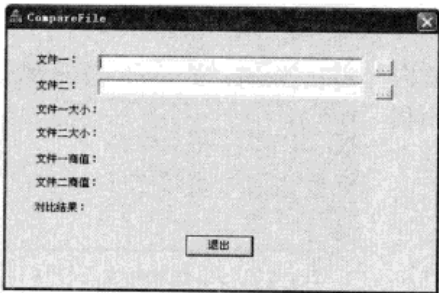 CompareFile
文件一：
...
文件二：
...
文件一大小：
文件二大小：
文件一商值：
文件二商值：
对比结果：
退出